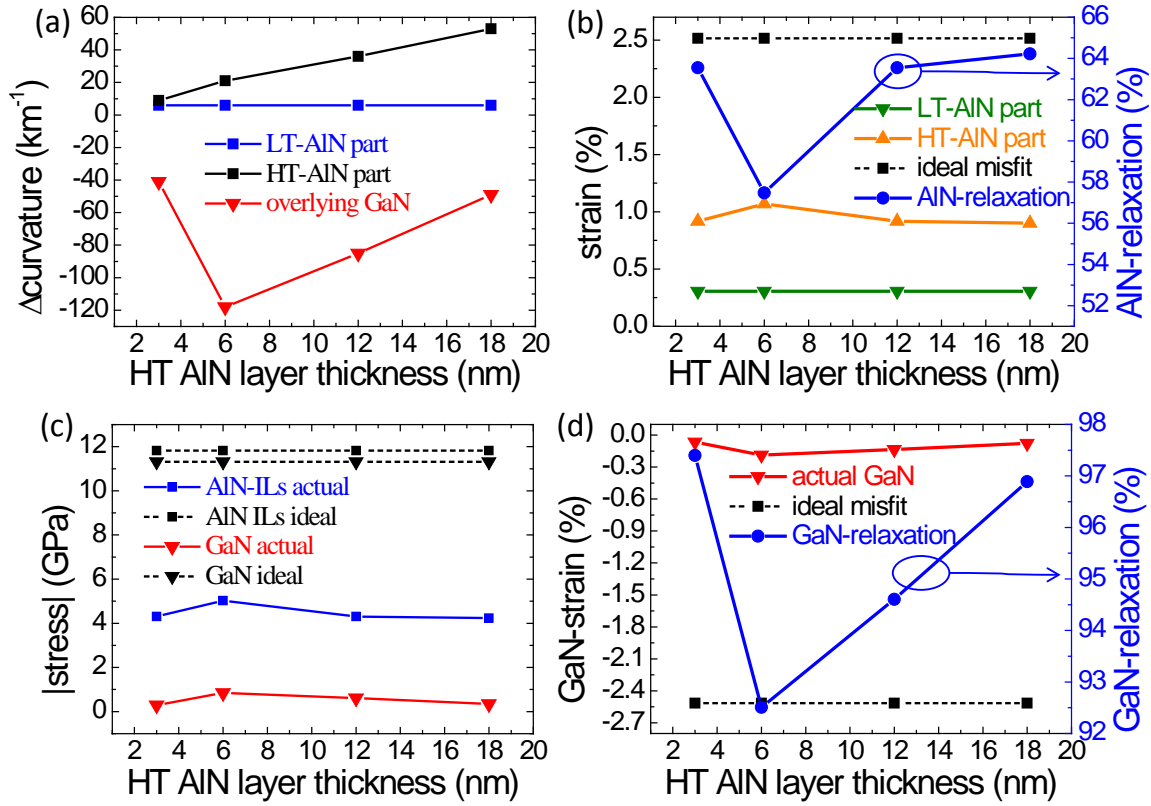 (a)
60
40
20
0
-20
-40
-60
-80
-100
-120
Δcurvature (km⁻¹)
LT-AlN part
HT-AlN part
overlying GaN
2 4 6 8 10 12 14 16 18 20
HT AlN layer thickness (nm)
(b)
2.5
2.0
1.5
1.0
0.5
0.0
strain (%)
LT-AlN part
HT-AlN part
ideal misfit
AlN-relaxation
66
64
62
60
58
56
54
52
AlN-relaxation (%)
2 4 6 8 10 12 14 16 18 20
HT AlN layer thickness (nm)
(c)
12
10
8
6
4
2
0
|stress| (GPa)
AlN-ILs actual
AlN ILs ideal
GaN actual
GaN ideal
2 4 6 8 10 12 14 16 18 20
HT AlN layer thickness (nm)
(d)
0.0
-0.3
-0.6
-0.9
-1.2
-1.5
-1.8
-2.1
-2.4
-2.7
GaN-strain (%)
actual GaN
ideal misfit
GaN-relaxation
98
97
96
95
94
93
92
GaN-relaxation (%)
2 4 6 8 10 12 14 16 18 20
HT AlN layer thickness (nm)